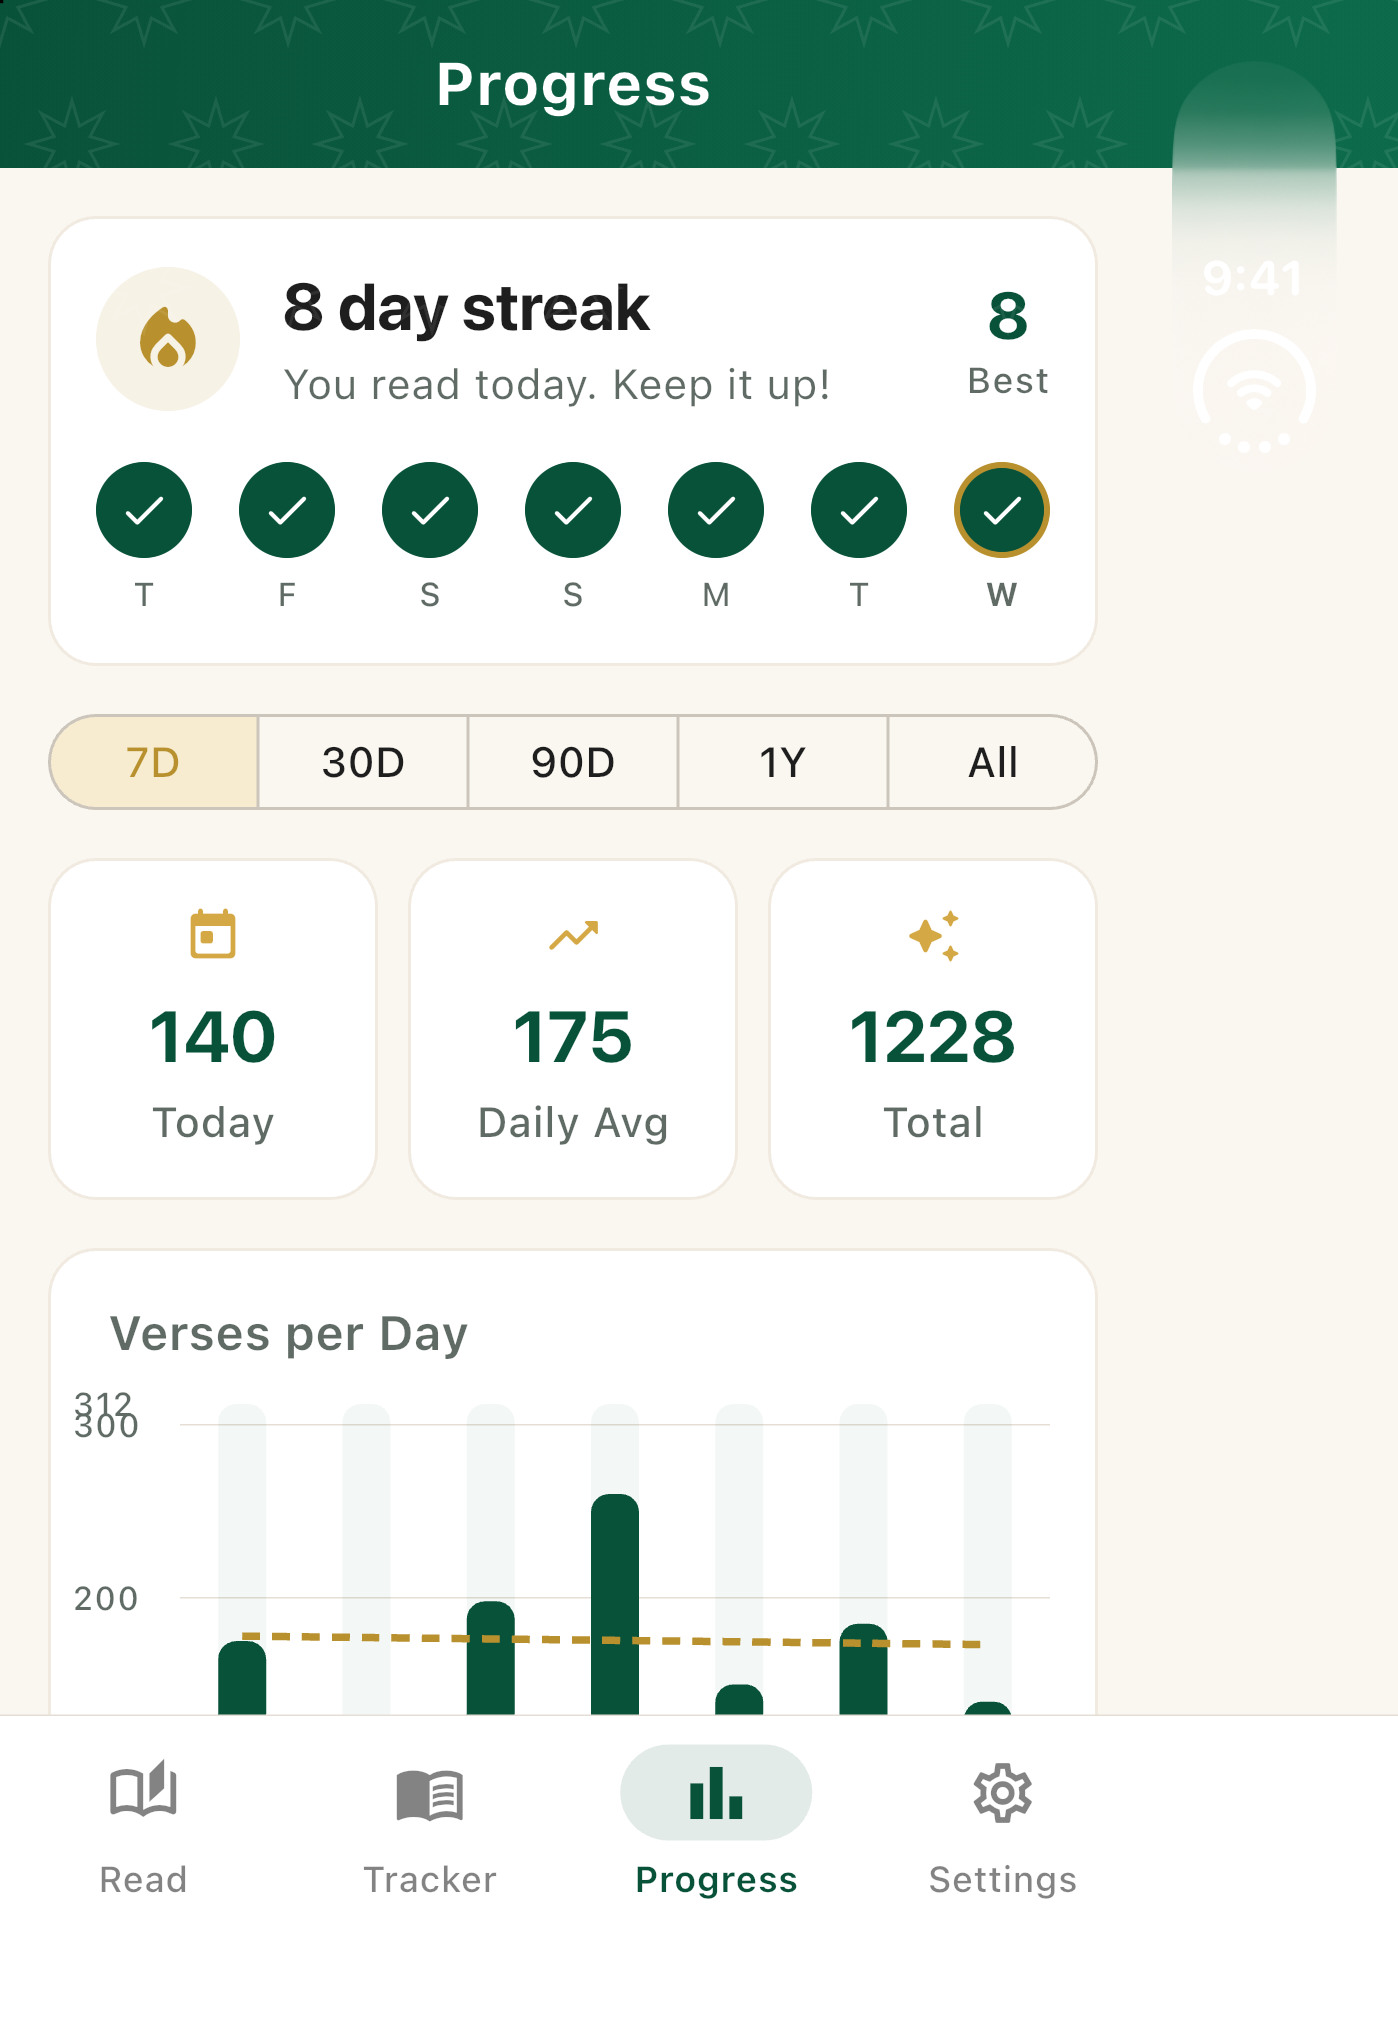 Progress
9:41
8 day streak
8
You read today. Keep it up!
Best
T F S S M T W
7D 30D 90D 1Y All
140 175 1228
Today Daily Avg Total
Verses per Day
312
300
200
Read Tracker Progress Settings